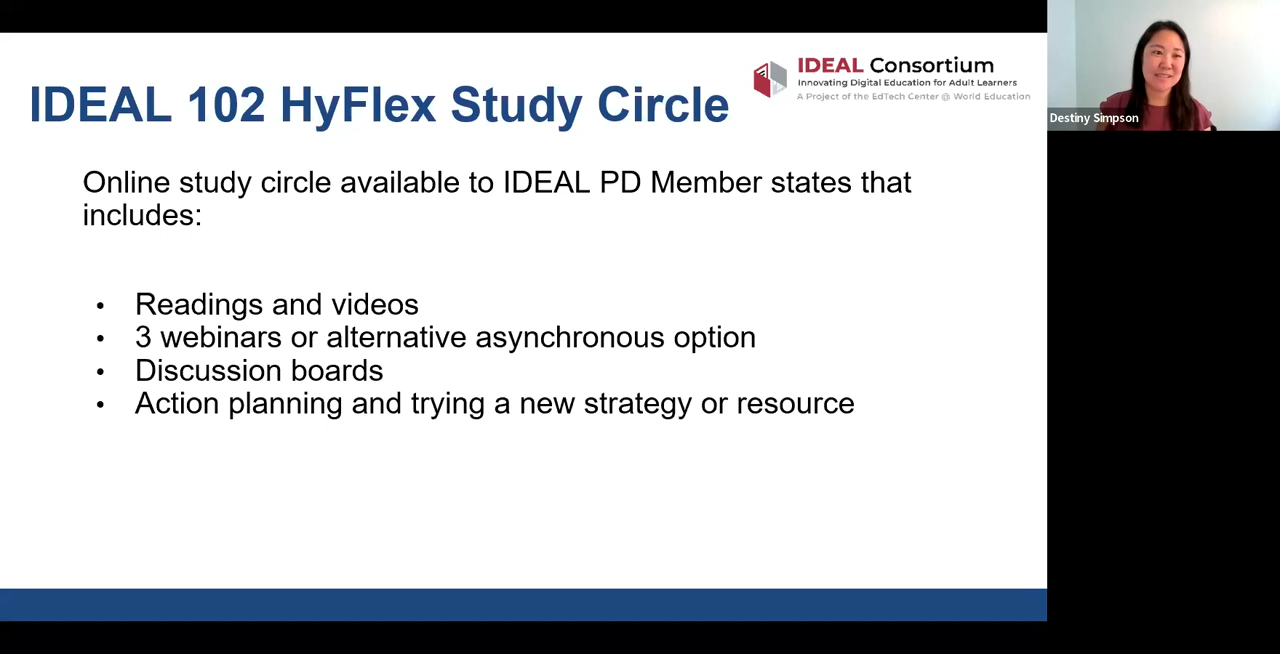 IDEAL Consortium
Innovating Digital Education for Adult Learners
A Project of the EdTech Center @ World Education
IDEAL 102 HyFlex Study Circle
Destiny Simpson
Online study circle available to IDEAL PD Member states that
includes:
• Readings and videos
• 3 webinars or alternative asynchronous option
• Discussion boards
• Action planning and trying a new strategy or resource